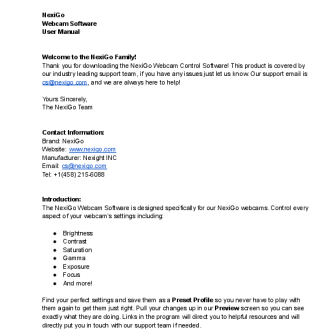 NexiGo
Webcam Software
User Manual
Welcome to the NexiGo Family!
Thank you for downloading the NexiGo Webcam Control Software! This product is covered by
our industry leading support team, if you have any issues just let us know. Our support email is
cs@nexigo.com, and we are always here to help!
Yours Sincerely,
The NexiGo Team
Contact Information:
Brand: NexiGo
Website: www.nexigo.com
Manufacturer: Nexight INC
Email: cs@nexigo.com
Tel: +1(458) 215-6088
Introduction:
The NexiGo Webcam Software is designed specifically for our NexiGo webcams. Control every
aspect of your webcam's settings including:
● Brightness
● Contrast
● Saturation
● Gamma
● Exposure
● Focus
● And more!
Find your perfect settings and save them as a Preset Profile so you never have to play with
them again to get them just right. Pull your changes up in our Preview screen so you can see
exactly what they are doing. Links in the program will direct you to helpful resources and will
directly put you in touch with our support team if needed.